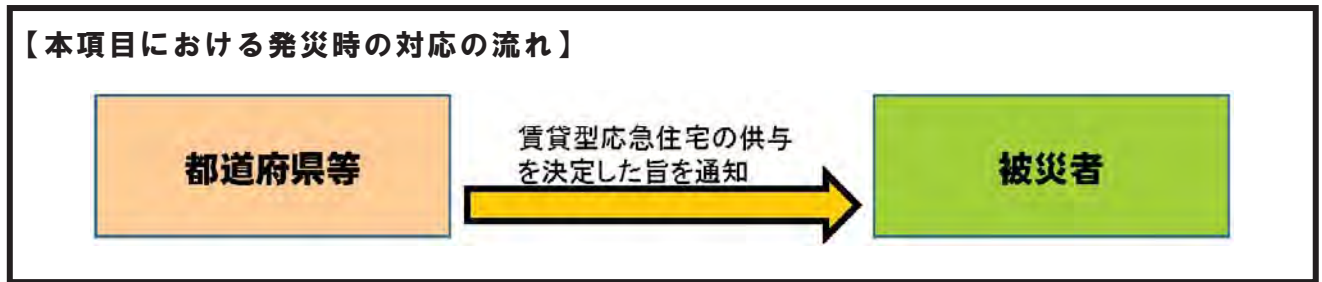 【本項目における発災時の対応の流れ】
都道府県等
賃貸型応急住宅の供与
を決定した旨を通知
被災者